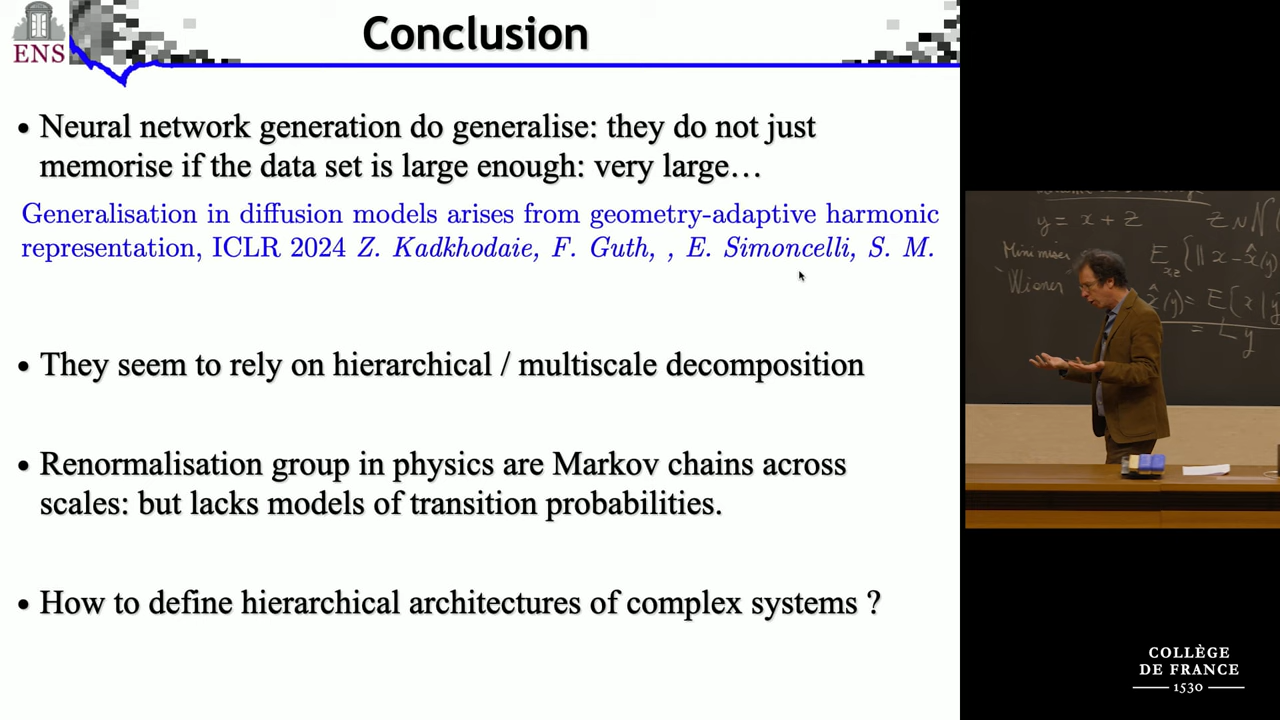 ENS
Conclusion
• Neural network generation do generalise: they do not just
memorise if the data set is large enough: very large…
Generalisation in diffusion models arises from geometry-adaptive harmonic
representation, ICLR 2024 Z. Kadkhodaie, F. Guth, , E. Simoncelli, S. M.
• They seem to rely on hierarchical / multiscale decomposition
• Renormalisation group in physics are Markov chains across
scales: but lacks models of transition probabilities.
• How to define hierarchical architectures of complex systems ?
y = x + z
Minimiser
"Wiener"
E { || x - x̂(y)
x,z
x̂(y) = E[x | y
= L y
COLLÈGE
DE FRANCE
1530